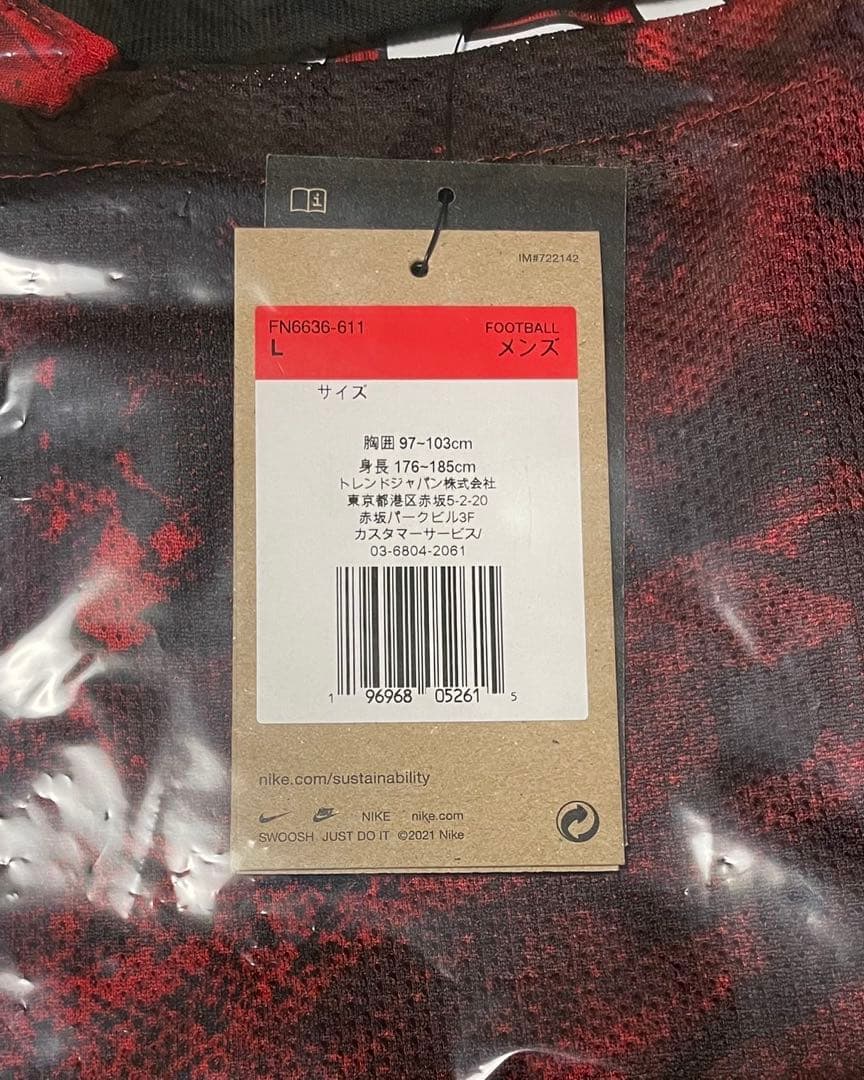 i
IM#722142
FN6636-611 FOOTBALL
L メンズ
サイズ
胸囲 97~103cm
身長 176~185cm
トレンドジャパン株式会社
東京都港区赤坂5-2-20
赤坂パークビル3F
カスタマーサービス/
03-6804-2061
1 96968 05261 5
nike.com/sustainability
NIKE nike.com
SWOOSH JUST DO IT ©2021 Nike